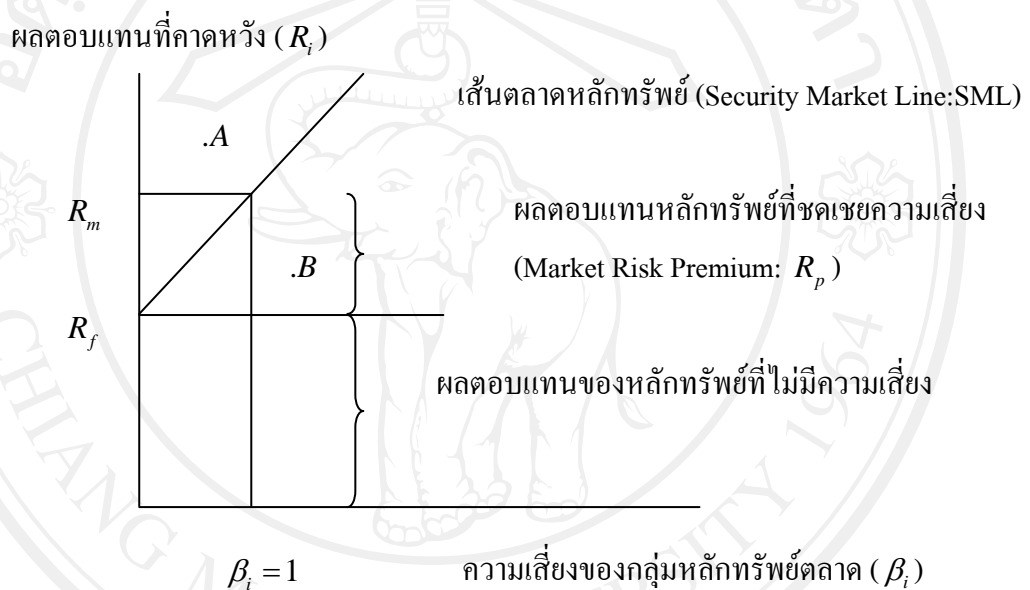 ผลตอบแทนที่คาดหวัง ( R_i )
เส้นตลาดหลักทรัพย์ (Security Market Line:SML)
.A
R_m
ผลตอบแทนหลักทรัพย์ที่ชดเชยความเสี่ยง
.B
(Market Risk Premium: R_p )
R_f
ผลตอบแทนของหลักทรัพย์ที่ไม่มีความเสี่ยง
β_i = 1
ความเสี่ยงของกลุ่มหลักทรัพย์ตลาด ( β_i )